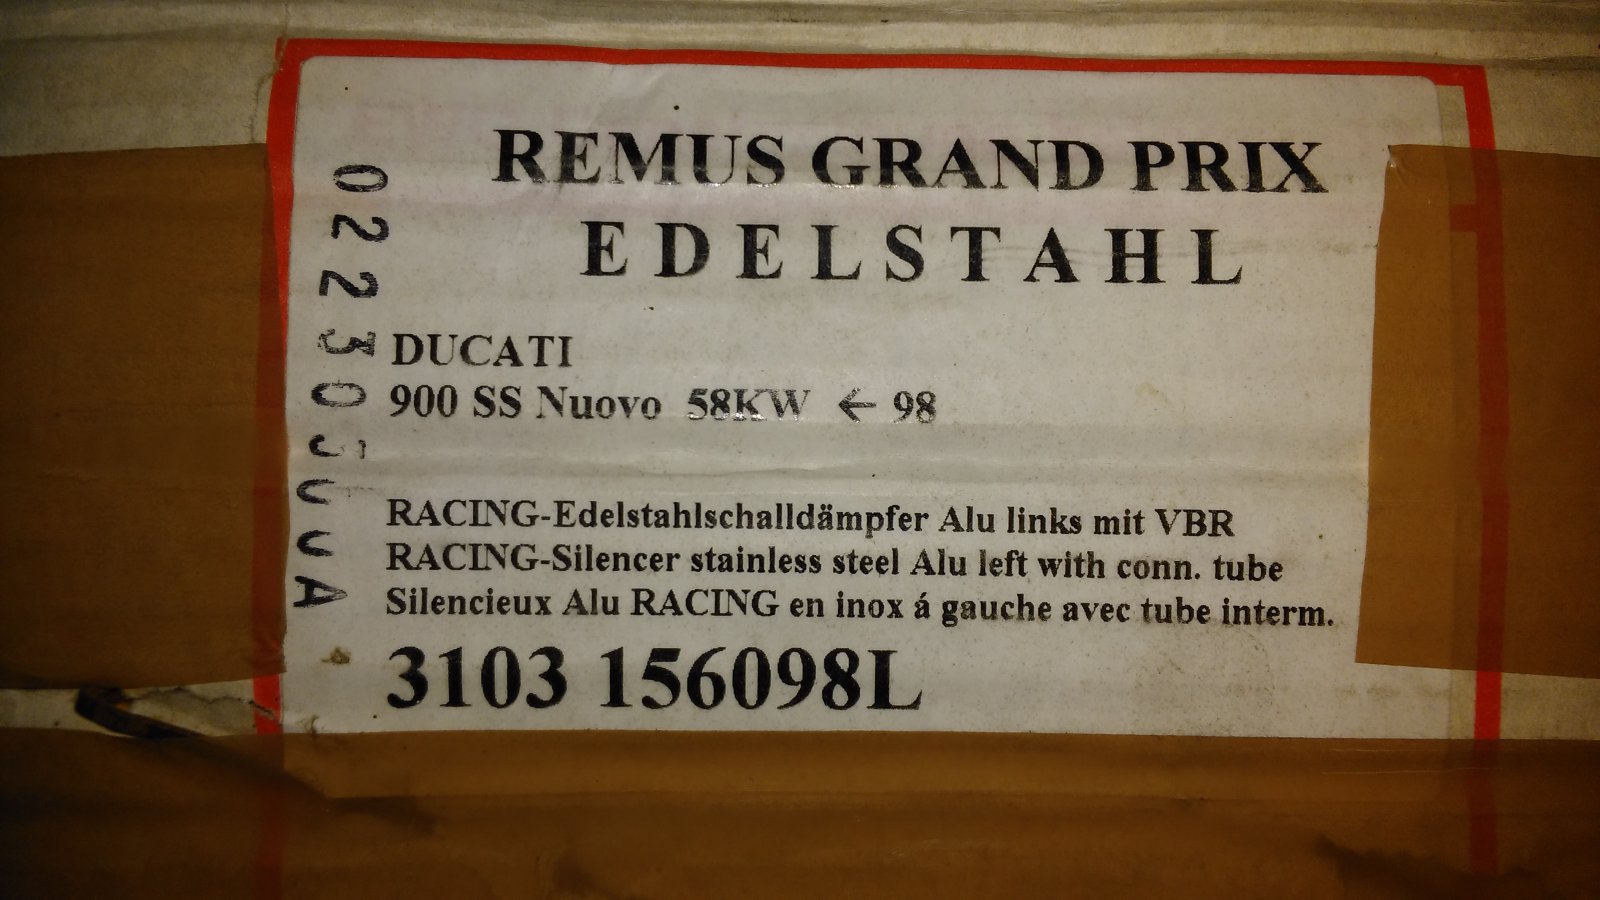 REMUS GRAND PRIX
EDELSTAHL
DUCATI
900 SS Nuovo 58KW ← 98
RACING-Edelstahlschalldämpfer Alu links mit VBR
RACING-Silencer stainless steel Alu left with conn. tube
Silencieux Alu RACING en inox á gauche avec tube interm.
3103 156098L